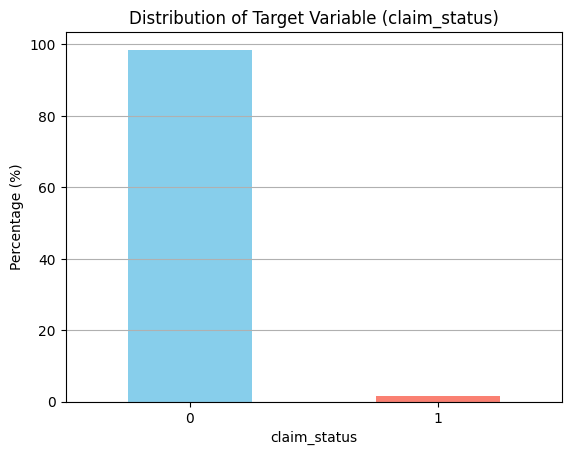 Distribution of Target Variable (claim_status)
Percentage (%)
100
80
60
40
20
0
0 1
claim_status